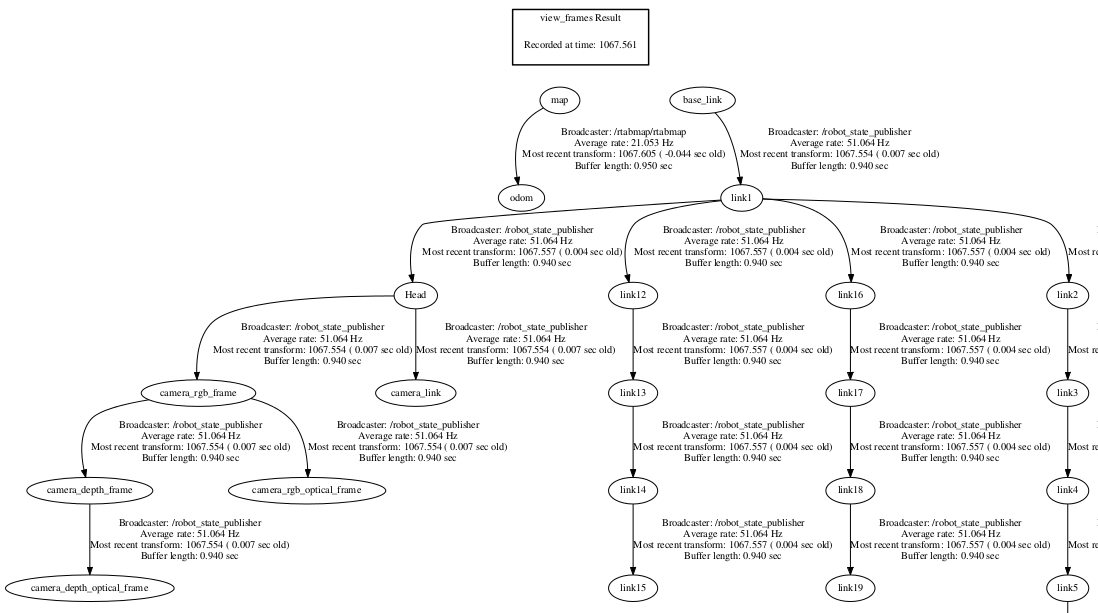 view_frames Result
Recorded at time: 1067.561
map
base_link
Broadcaster: /rtabmap/rtabmap
Average rate: 21.053 Hz
Most recent transform: 1067.605 ( -0.044 sec old)
Buffer length: 0.950 sec
Broadcaster: /robot_state_publisher
Average rate: 51.064 Hz
Most recent transform: 1067.554 ( 0.007 sec old)
Buffer length: 0.940 sec
odom
link1
Broadcaster: /robot_state_publisher
Average rate: 51.064 Hz
Most recent transform: 1067.557 ( 0.004 sec old)
Buffer length: 0.940 sec
Broadcaster: /robot_state_publisher
Average rate: 51.064 Hz
Most recent transform: 1067.557 ( 0.004 sec old)
Buffer length: 0.940 sec
Broadcaster: /robot_state_publisher
Average rate: 51.064 Hz
Most recent transform: 1067.557 ( 0.004 sec old)
Buffer length: 0.940 sec
Head
link12
link16
link2
Broadcaster: /robot_state_publisher
Average rate: 51.064 Hz
Most recent transform: 1067.554 ( 0.007 sec old)
Buffer length: 0.940 sec
Broadcaster: /robot_state_publisher
Average rate: 51.064 Hz
Most recent transform: 1067.554 ( 0.007 sec old)
Buffer length: 0.940 sec
Broadcaster: /robot_state_publisher
Average rate: 51.064 Hz
Most recent transform: 1067.557 ( 0.004 sec old)
Buffer length: 0.940 sec
Broadcaster: /robot_state_publisher
Average rate: 51.064 Hz
Most recent transform: 1067.557 ( 0.004 sec old)
Buffer length: 0.940 sec
camera_rgb_frame
camera_link
link13
link17
link3
Broadcaster: /robot_state_publisher
Average rate: 51.064 Hz
Most recent transform: 1067.554 ( 0.007 sec old)
Buffer length: 0.940 sec
Broadcaster: /robot_state_publisher
Average rate: 51.064 Hz
Most recent transform: 1067.554 ( 0.007 sec old)
Buffer length: 0.940 sec
Broadcaster: /robot_state_publisher
Average rate: 51.064 Hz
Most recent transform: 1067.557 ( 0.004 sec old)
Buffer length: 0.940 sec
Broadcaster: /robot_state_publisher
Average rate: 51.064 Hz
Most recent transform: 1067.557 ( 0.004 sec old)
Buffer length: 0.940 sec
camera_depth_frame
camera_rgb_optical_frame
link14
link18
link4
Broadcaster: /robot_state_publisher
Average rate: 51.064 Hz
Most recent transform: 1067.554 ( 0.007 sec old)
Buffer length: 0.940 sec
Broadcaster: /robot_state_publisher
Average rate: 51.064 Hz
Most recent transform: 1067.557 ( 0.004 sec old)
Buffer length: 0.940 sec
Broadcaster: /robot_state_publisher
Average rate: 51.064 Hz
Most recent transform: 1067.557 ( 0.004 sec old)
Buffer length: 0.940 sec
camera_depth_optical_frame
link15
link19
link5